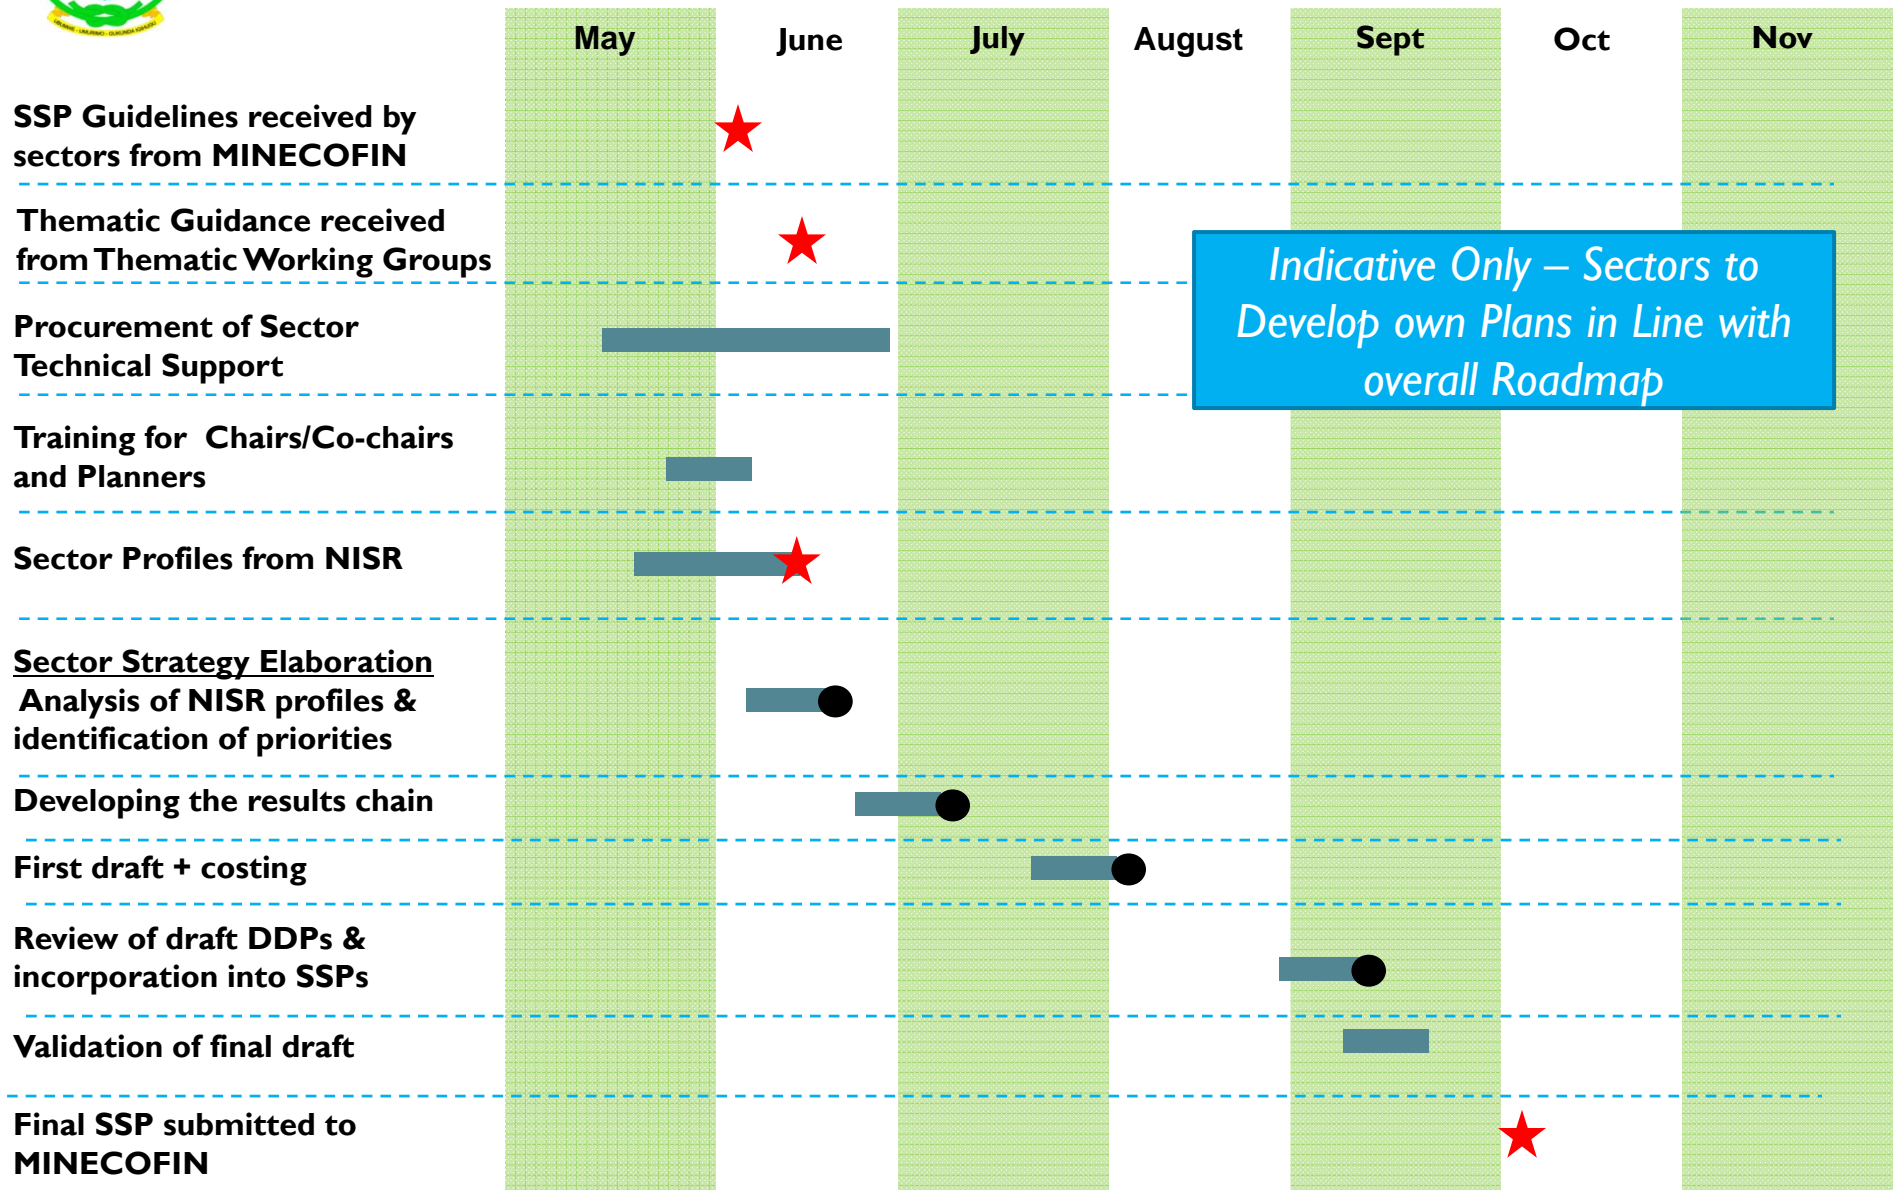 UBUMWE - UMURIMO - GUKUNDA IGIHUGU
May June July August Sept Oct Nov
SSP Guidelines received by
sectors from MINECOFIN
Thematic Guidance received
from Thematic Working Groups
Indicative Only – Sectors to
Develop own Plans in Line with
overall Roadmap
Procurement of Sector
Technical Support
Training for Chairs/Co-chairs
and Planners
Sector Profiles from NISR
Sector Strategy Elaboration
Analysis of NISR profiles &
identification of priorities
Developing the results chain
First draft + costing
Review of draft DDPs &
incorporation into SSPs
Validation of final draft
Final SSP submitted to
MINECOFIN